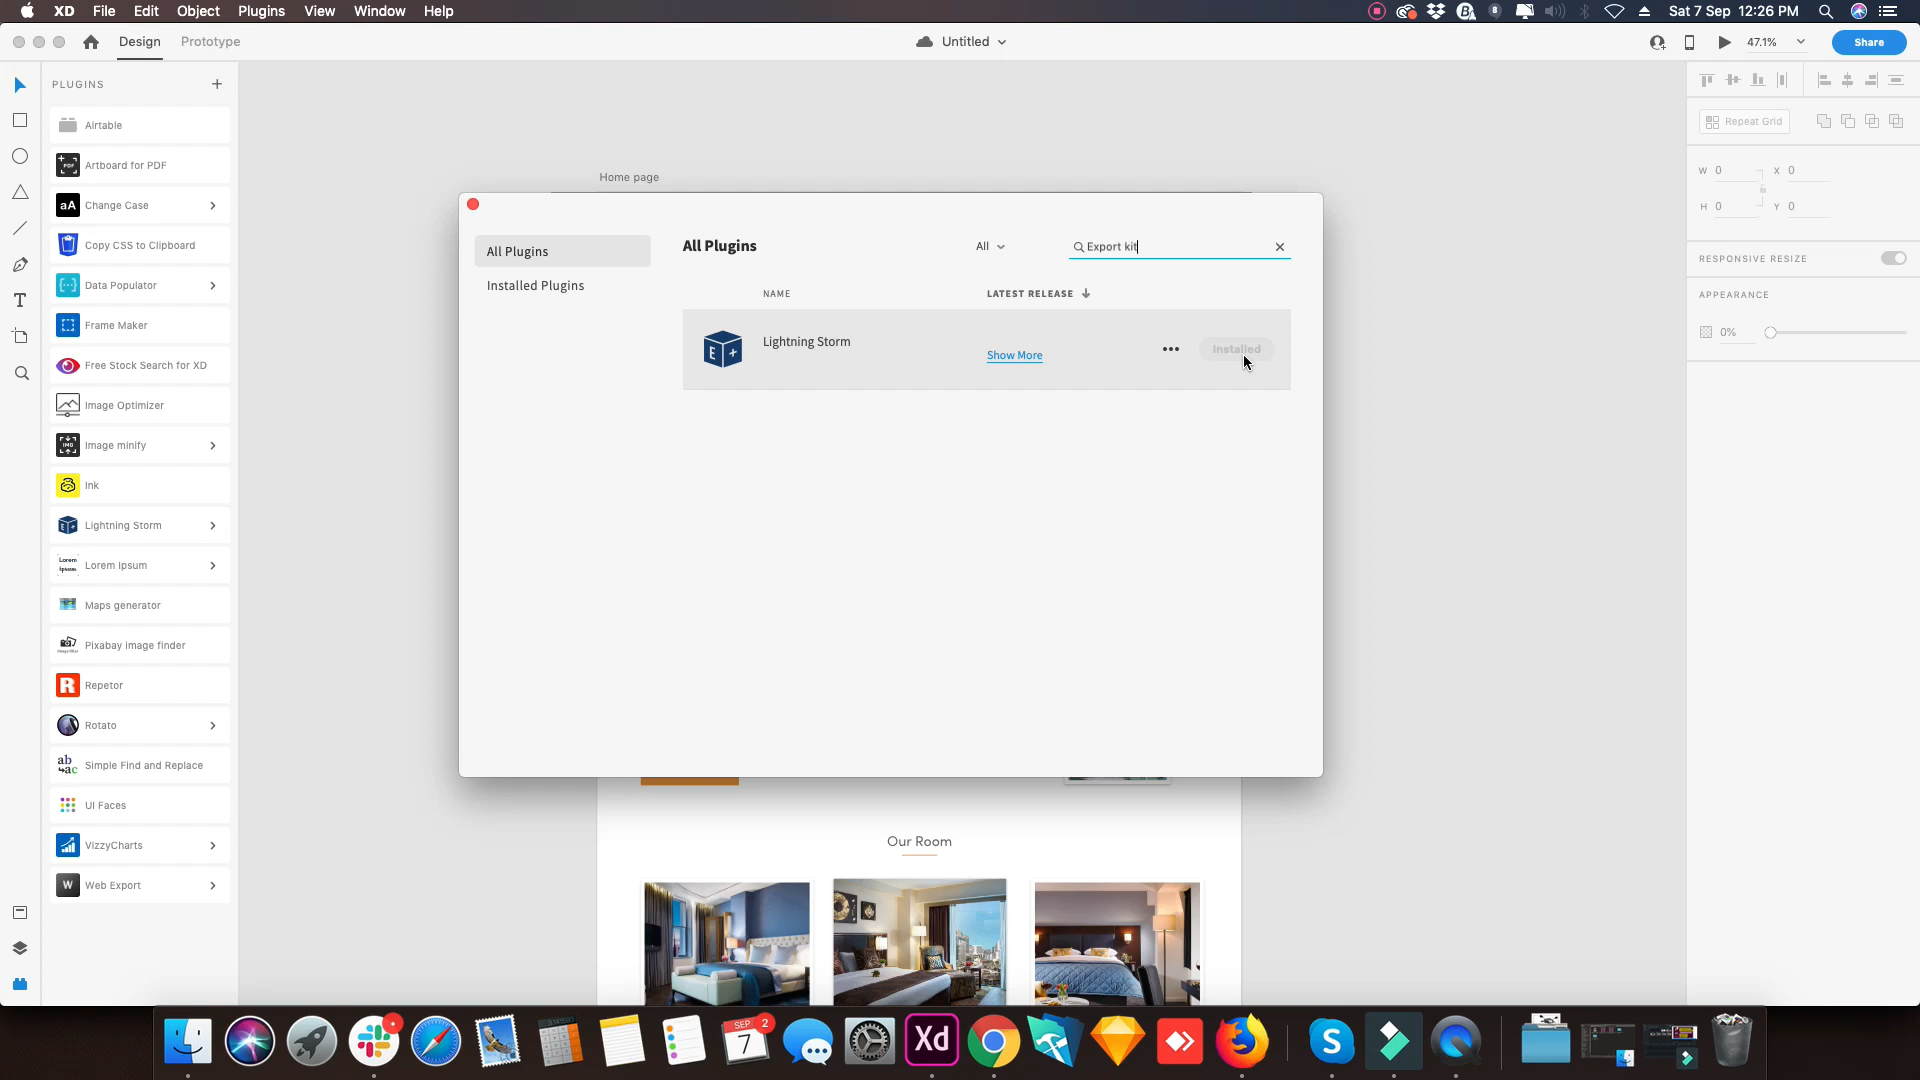 XD File Edit Object Plugins View Window Help
Sat 7 Sep 12:26 PM
Design Prototype
Untitled
47.1%
Share
PLUGINS
Airtable
Artboard for PDF
Change Case
Copy CSS to Clipboard
Data Populator
Frame Maker
Free Stock Search for XD
Image Optimizer
Image minify
Ink
Lightning Storm
Lorem Ipsum
Maps generator
Pixabay image finder
Repetor
Rotato
Simple Find and Replace
UI Faces
VizzyCharts
Web Export
Home page
All Plugins
Installed Plugins
All Plugins
All
Export kit
NAME
LATEST RELEASE
Lightning Storm
Show More
Installed
Our Room
Repeat Grid
W 0 X 0
H 0 Y 0
RESPONSIVE RESIZE
APPEARANCE
0%
SEP
7
2
Xd